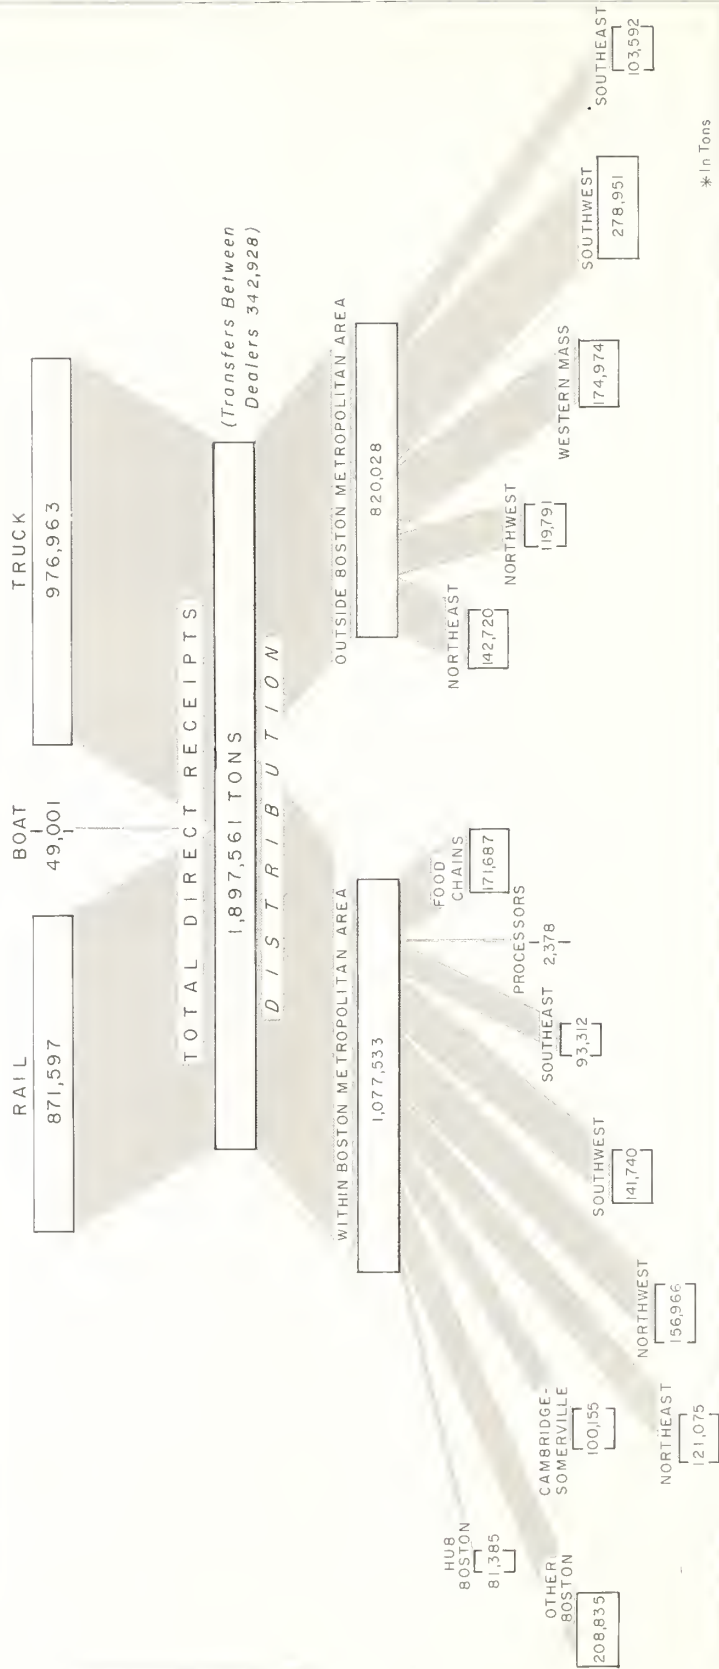 RAIL
871,597
BOAT
49,001
TRUCK
976,963
TOTAL DIRECT RECEIPTS
1,897,561 TONS
(Transfers Between
Dealers 342,928)
DISTRIBUTION
WITHIN BOSTON METROPOLITAN AREA
1,077,533
OUTSIDE BOSTON METROPOLITAN AREA
820,028
HUB
BOSTON
81,385
OTHER
BOSTON
208,835
CAMBRIDGE-
SOMERVILLE
100,155
NORTHEAST
121,075
NORTHWEST
156,966
SOUTHWEST
141,740
SOUTHEAST
93,312
PROCESSORS
2,378
FOOD
CHAINS
171,687
NORTHEAST
142,720
NORTHWEST
119,791
WESTERN MASS
174,974
SOUTHWEST
278,951
SOUTHEAST
103,592
*In Tons